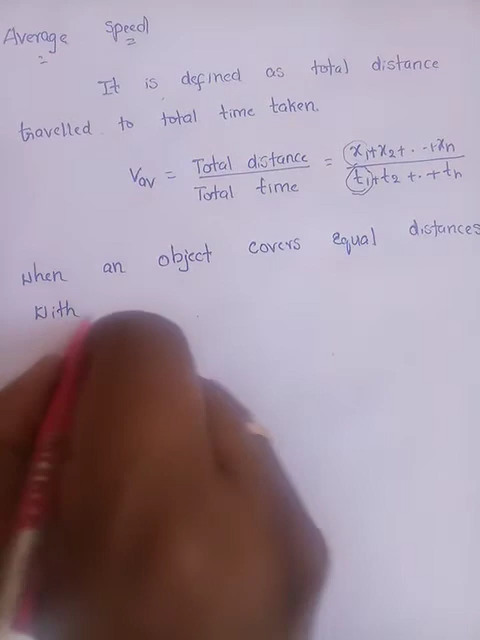 Average Speed
It is defined as total distance
travelled to total time taken.
Vav = Total distance / Total time = x1+x2+...+xn / t1+t2+..+tn
When an object covers equal distances
With